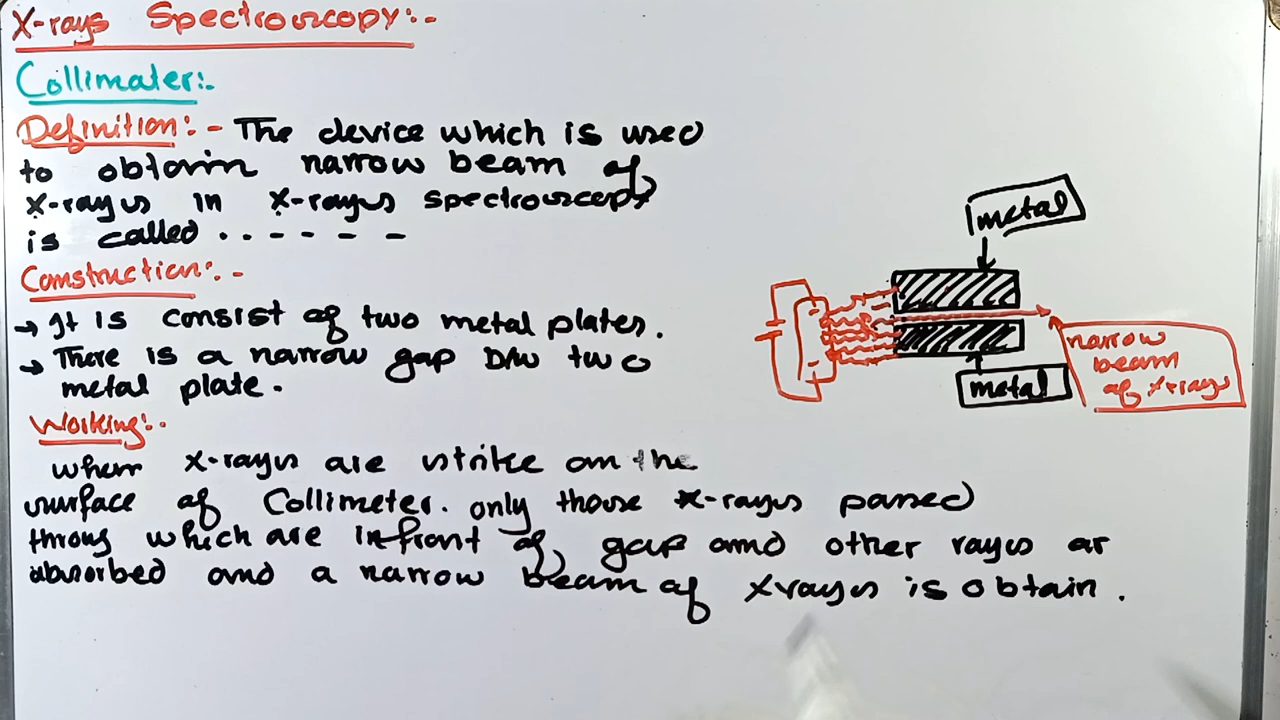 X-rays Spectroscopy:-
Collimater:-
Definition:- The device which is used
to obtain narrow beam of
X-rays in X-rays spectroscopy
is called . . - - - -
Construction:-
→ It is consist of two metal plates.
→ There is a narrow gap b/w two
metal plate.
Working:-
when X-rays are strike on the
surface of Collimeter. only those X-rays passed
throug which are infront of gap and other rays ar
absorbed and a narrow beam of Xrays is obtain.
metal
metal
narrow
beam
of X-rays